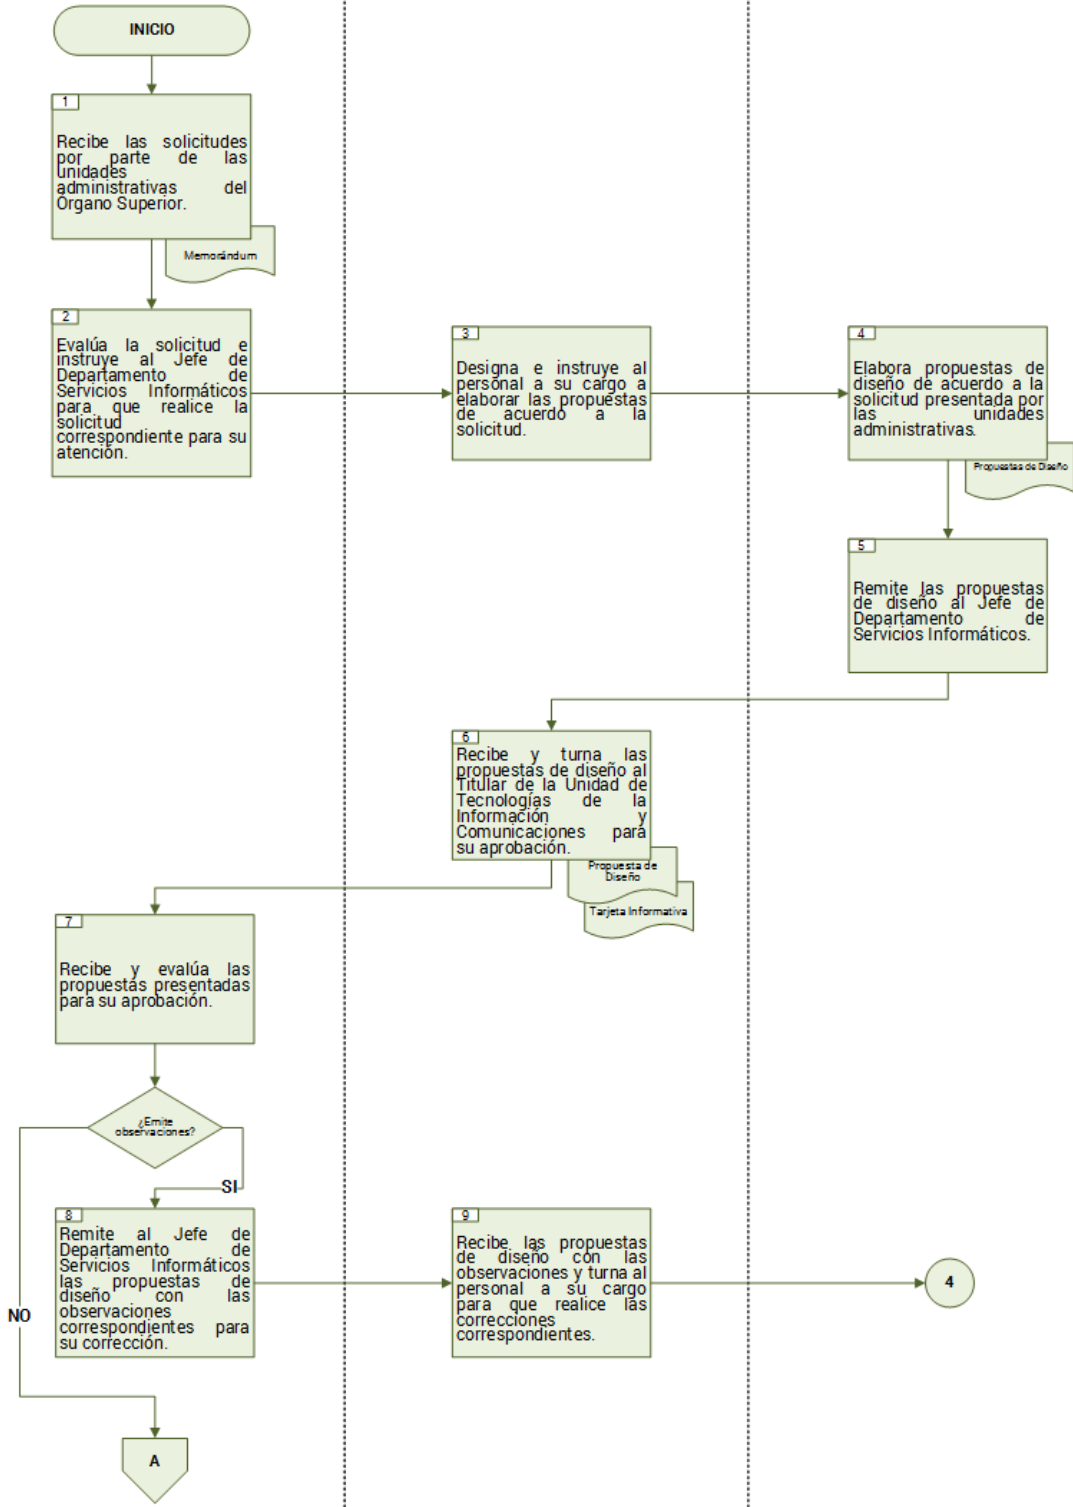 INICIO
1
Recibe las solicitudes
por parte de las
unidades
administrativas del
Órgano Superior.
Memorándum
2
Evalúa la solicitud e
instruye al Jefe de
Departamento de
Servicios Informáticos
para que realice la
solicitud
correspondiente para su
atención.
3
Designa e instruye al
personal a su cargo a
elaborar las propuestas
de acuerdo a la
solicitud.
4
Elabora propuestas de
diseño de acuerdo a la
solicitud presentada por
las unidades
administrativas.
Propuestas de Diseño
5
Remite las propuestas
de diseño al Jefe de
Departamento de
Servicios Informáticos.
6
Recibe y turna las
propuestas de diseño al
Titular de la Unidad de
Tecnologías de la
Información y
Comunicaciones para
su aprobación.
Propuesta de
Diseño
Tarjeta Informativa
7
Recibe y evalúa las
propuestas presentadas
para su aprobación.
¿Emite
observaciones?
SI
NO
8
Remite al Jefe de
Departamento de
Servicios Informáticos
las propuestas de
diseño con las
observaciones
correspondientes para
su corrección.
9
Recibe las propuestas
de diseño con las
observaciones y turna al
personal a su cargo
para que realice las
correcciones
correspondientes.
4
A